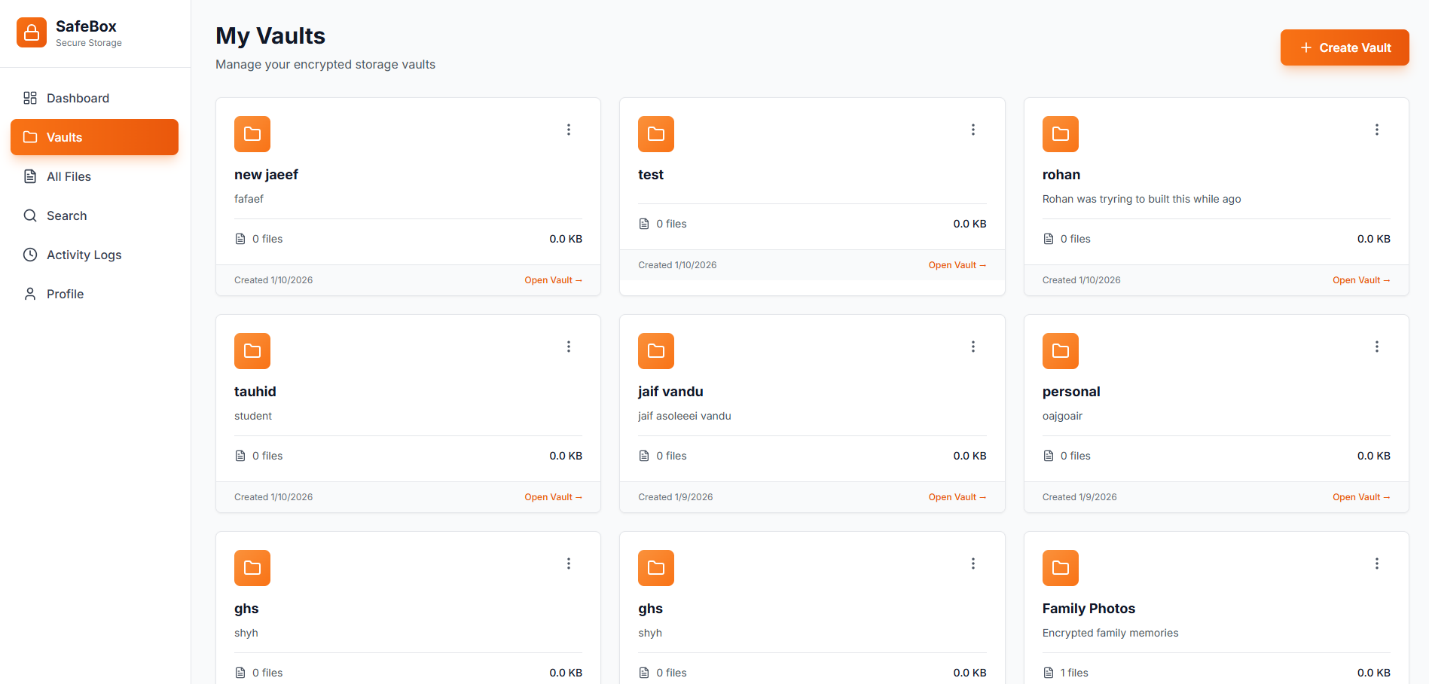 SafeBox
Secure Storage
Dashboard
Vaults
All Files
Search
Activity Logs
Profile
My Vaults
Manage your encrypted storage vaults
+ Create Vault
new jaeef
fafaef
0 files 0.0 KB
Created 1/10/2026 Open Vault →
test
0 files 0.0 KB
Created 1/10/2026 Open Vault →
rohan
Rohan was tryring to built this while ago
0 files 0.0 KB
Created 1/10/2026 Open Vault →
tauhid
student
0 files 0.0 KB
Created 1/10/2026 Open Vault →
jaif vandu
jaif asoleeei vandu
0 files 0.0 KB
Created 1/9/2026 Open Vault →
personal
oajgoair
0 files 0.0 KB
Created 1/9/2026 Open Vault →
ghs
shyh
0 files 0.0 KB
ghs
shyh
0 files 0.0 KB
Family Photos
Encrypted family memories
1 files 0.0 KB